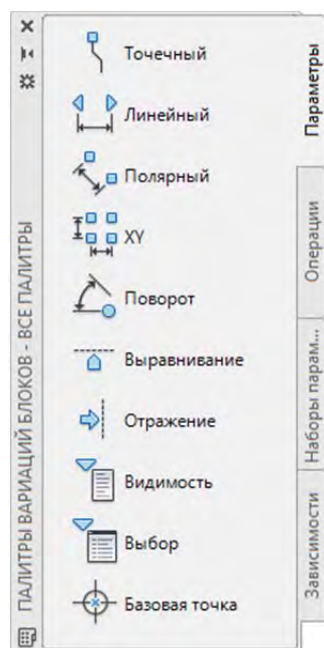 ПАЛИТРЫ ВАРИАЦИЙ БЛОКОВ - ВСЕ ПАЛИТРЫ
Точечный
Линейный
Полярный
XY
Поворот
Выравнивание
Отражение
Видимость
Выбор
Базовая точка
Параметры
Операции
Наборы парам...
Зависимости